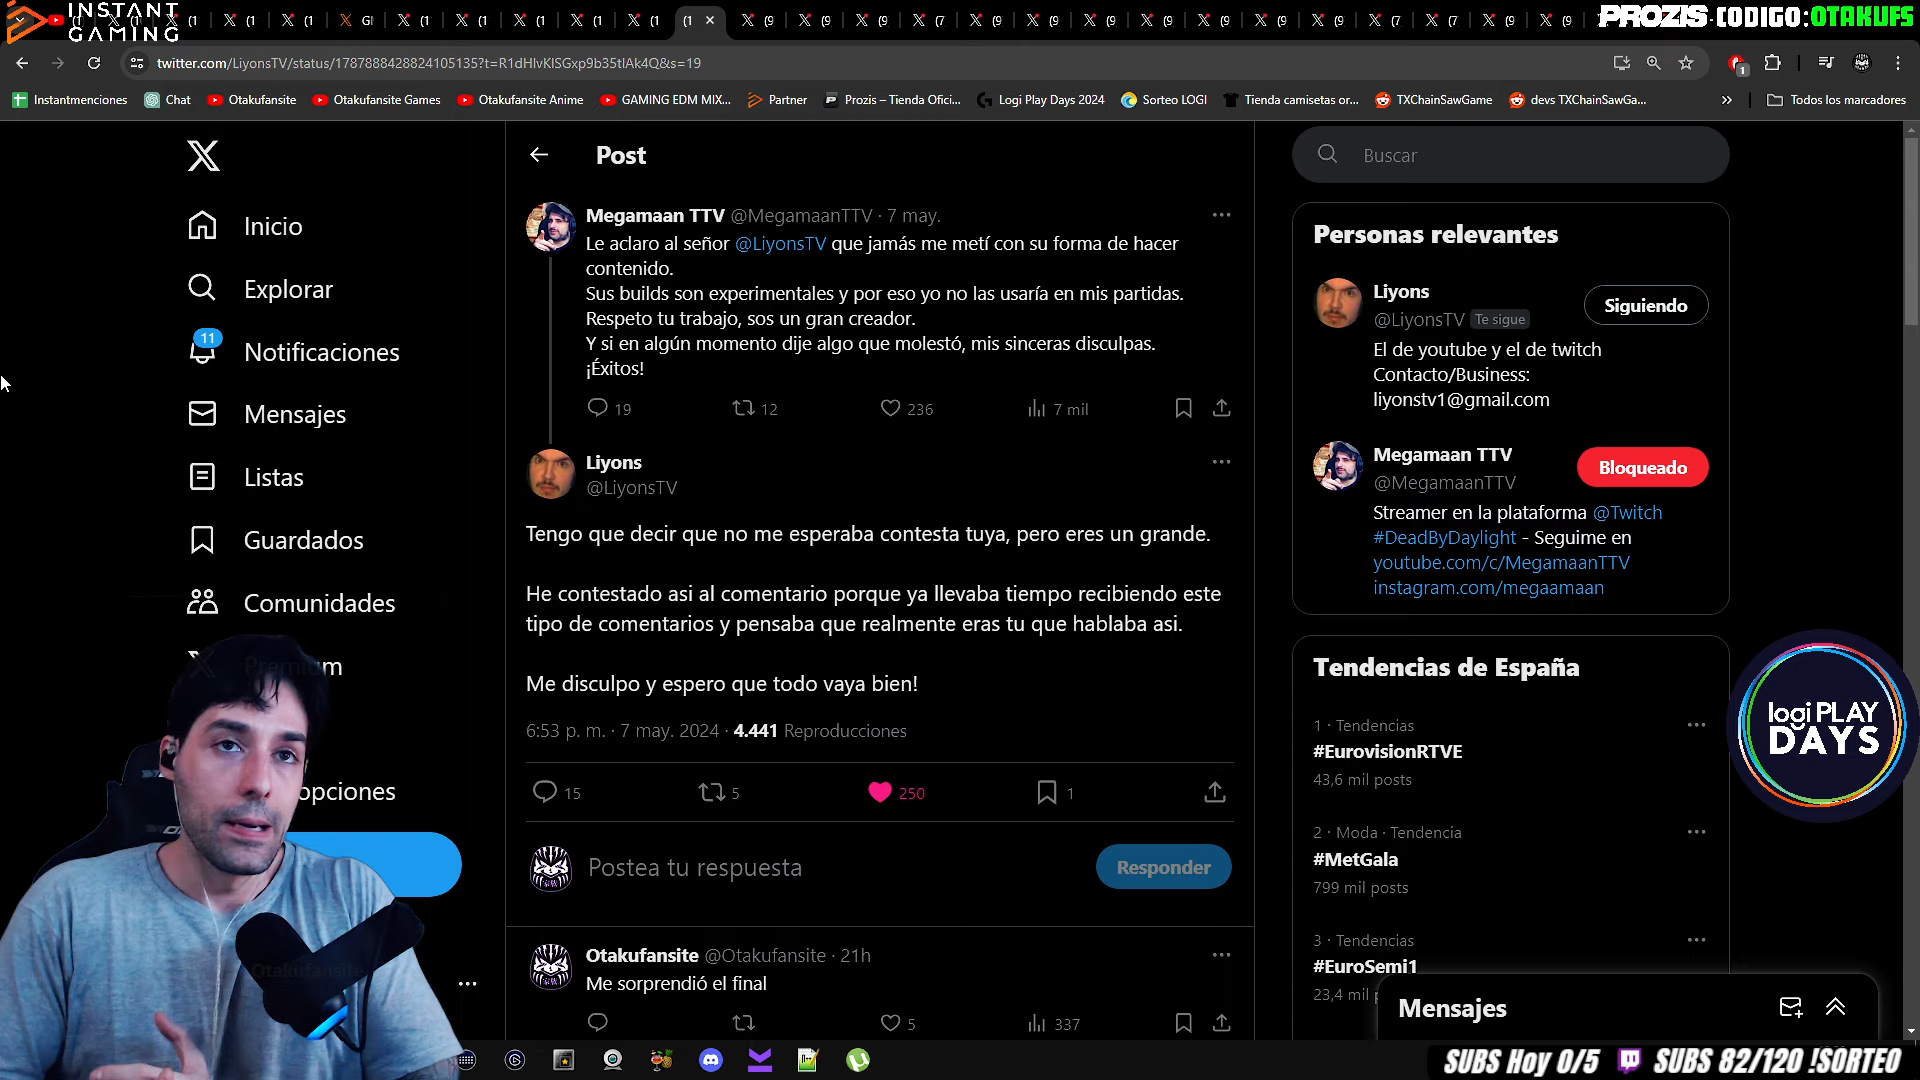 INSTANT
GAMING
PROZIS CODIGO:OTAKUFS
twitter.com/LiyonsTV/status/1787888428824105135?t=R1dHlvKlSGxp9b35tlAk4Q&s=19
Instantmenciones
Chat
Otakufansite
Otakufansite Games
Otakufansite Anime
GAMING EDM MIX...
Partner
Prozis – Tienda Ofici...
Logi Play Days 2024
Sorteo LOGI
Tienda camisetas or...
TXChainSawGame
devs TXChainSawGa...
Todos los marcadores
Inicio
Explorar
11
Notificaciones
Mensajes
Listas
Guardados
Comunidades
Premium
opciones
Otakufansite
Post
Megamaan TTV @MegamaanTTV · 7 may.
Le aclaro al señor @LiyonsTV que jamás me metí con su forma de hacer
contenido.
Sus builds son experimentales y por eso yo no las usaría en mis partidas.
Respeto tu trabajo, sos un gran creador.
Y si en algún momento dije algo que molestó, mis sinceras disculpas.
¡Éxitos!
19 12 236 7 mil
Liyons
@LiyonsTV
Tengo que decir que no me esperaba contesta tuya, pero eres un grande.
He contestado asi al comentario porque ya llevaba tiempo recibiendo este
tipo de comentarios y pensaba que realmente eras tu que hablaba asi.
Me disculpo y espero que todo vaya bien!
6:53 p. m. · 7 may. 2024 · 4.441 Reproducciones
15 5 250 1
Postea tu respuesta
Responder
Otakufansite @Otakufansite · 21h
Me sorprendió el final
5 337
Buscar
Personas relevantes
Liyons
@LiyonsTV Te sigue
Siguiendo
El de youtube y el de twitch
Contacto/Business:
liyonstv1@gmail.com
Megamaan TTV
@MegamaanTTV
Bloqueado
Streamer en la plataforma @Twitch
#DeadByDaylight - Seguime en
youtube.com/c/MegamaanTTV
instagram.com/megaamaan
Tendencias de España
1 · Tendencias
#EurovisionRTVE
43,6 mil posts
2 · Moda · Tendencia
#MetGala
799 mil posts
3 · Tendencias
#EuroSemi1
23,4 mil
Mensajes
logi PLAY
DAYS
SUBS Hoy 0/5 SUBS 82/120 !SORTEO